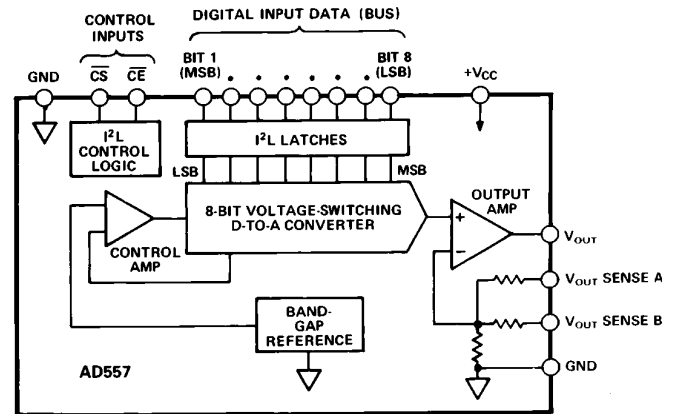 CONTROL
INPUTS
DIGITAL INPUT DATA (BUS)
GND
CS
CE
BIT 1
(MSB)
BIT 8
(LSB)
+VCC
I²L
CONTROL
LOGIC
I²L LATCHES
LSB
MSB
8-BIT VOLTAGE-SWITCHING
D-TO-A CONVERTER
CONTROL
AMP
OUTPUT
AMP
+
−
VOUT
VOUT SENSE A
VOUT SENSE B
GND
BAND-
GAP
REFERENCE
AD557